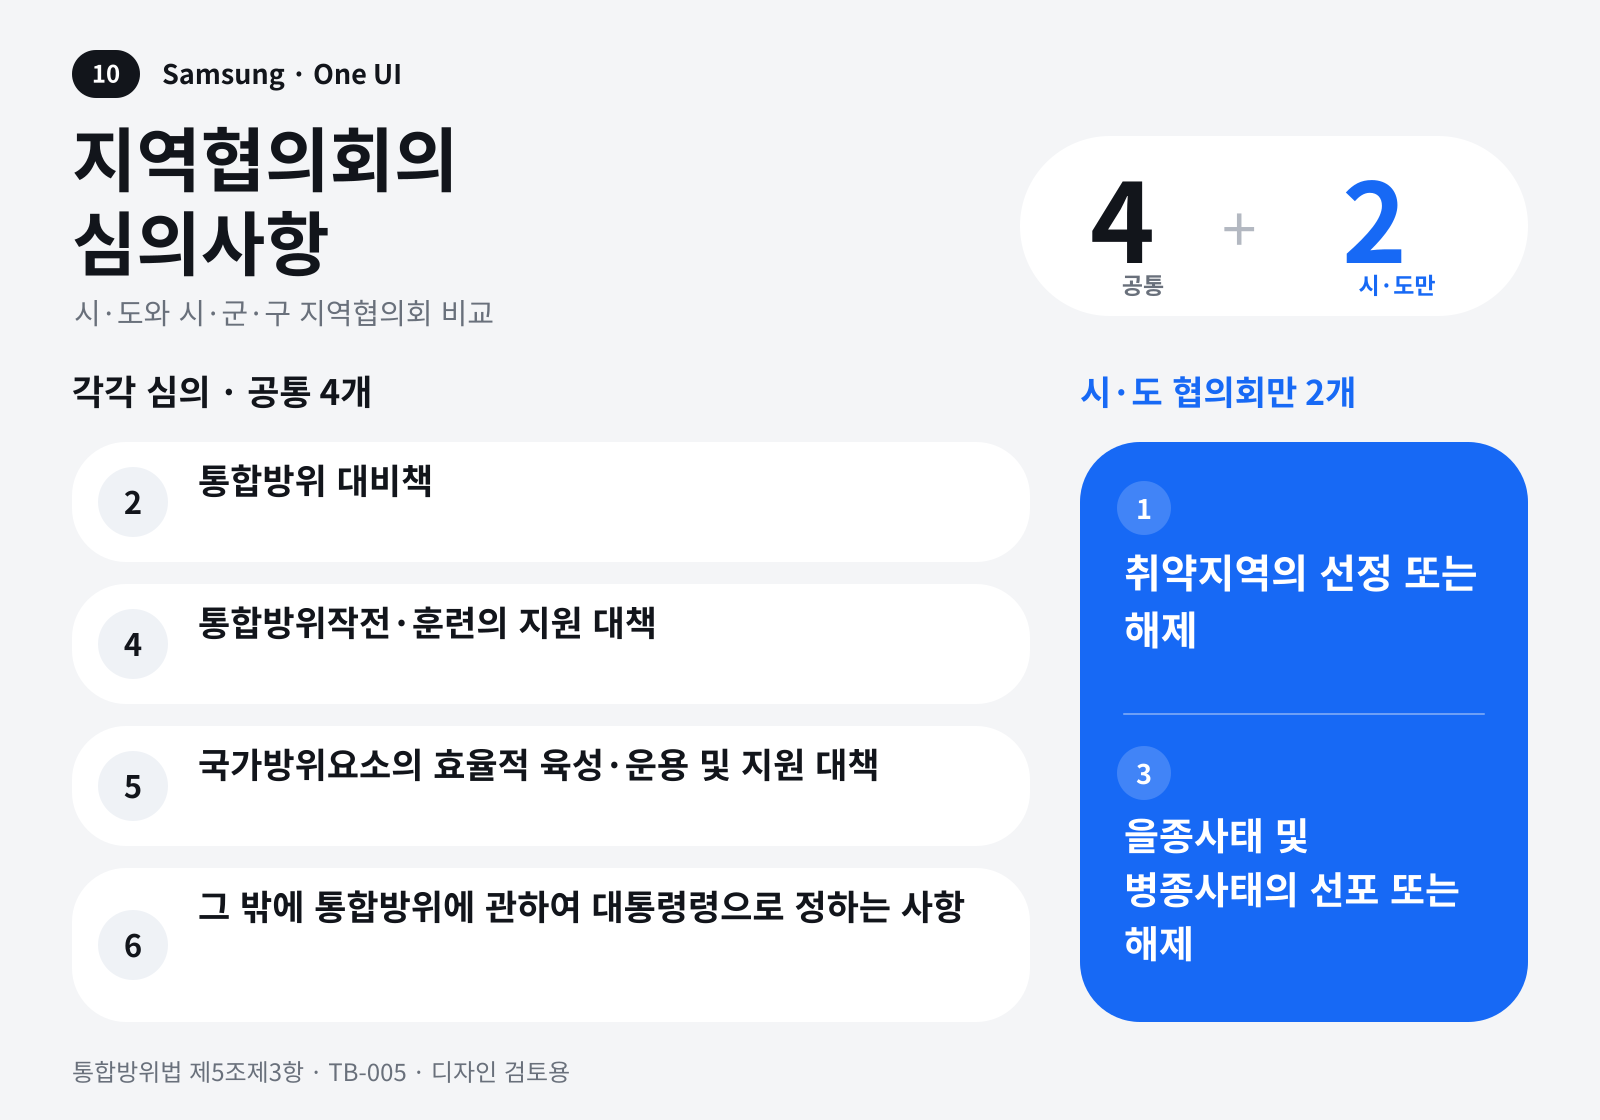 10 Samsung · One UI
지역협의회의
심의사항
시·도와 시·군·구 지역협의회 비교
4 + 2
공통 시·도만
각각 심의 · 공통 4개
2 통합방위 대비책
4 통합방위작전·훈련의 지원 대책
5 국가방위요소의 효율적 육성·운용 및 지원 대책
6 그 밖에 통합방위에 관하여 대통령령으로 정하는 사항
시·도 협의회만 2개
1
취약지역의 선정 또는
해제
3
을종사태 및
병종사태의 선포 또는
해제
통합방위법 제5조제3항 · TB-005 · 디자인 검토용